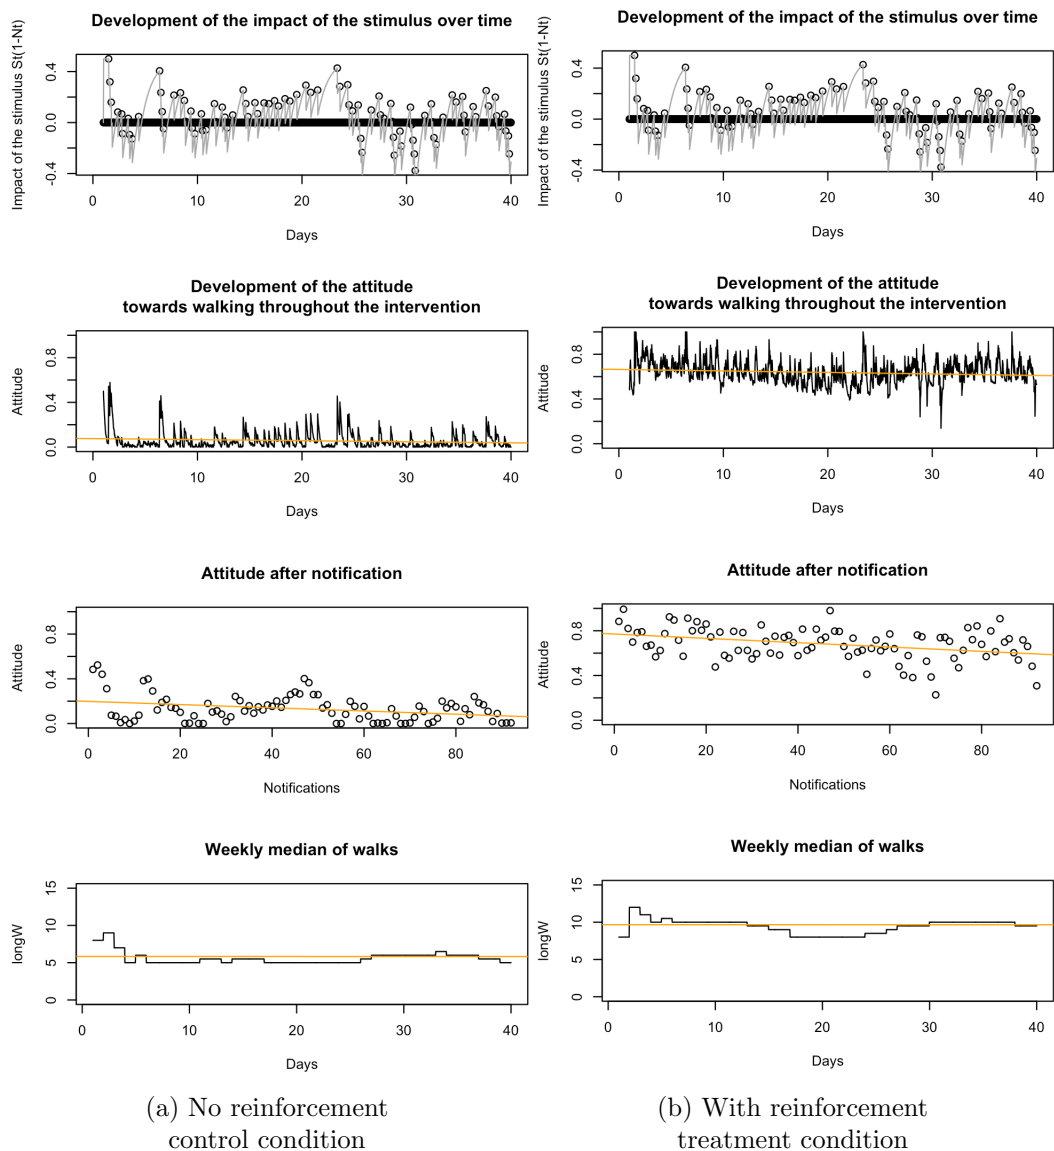 Development of the impact of the stimulus over time
Impact of the stimulus St(1-Nt)
0.4
0.0
-0.4
0 10 20 30 40
Days
Development of the attitude
towards walking throughout the intervention
Attitude
0.8
0.4
0.0
0 10 20 30 40
Days
Attitude after notification
Attitude
0.8
0.4
0.0
0 20 40 60 80
Notifications
Weekly median of walks
longW
15
10
5
0
0 10 20 30 40
Days
(a) No reinforcement
control condition
Development of the impact of the stimulus over time
Impact of the stimulus St(1-Nt)
0.4
0.0
-0.4
0 10 20 30 40
Days
Development of the attitude
towards walking throughout the intervention
Attitude
0.8
0.4
0.0
0 10 20 30 40
Days
Attitude after notification
Attitude
0.8
0.4
0.0
0 20 40 60 80
Notifications
Weekly median of walks
longW
15
10
5
0
0 10 20 30 40
Days
(b) With reinforcement
treatment condition